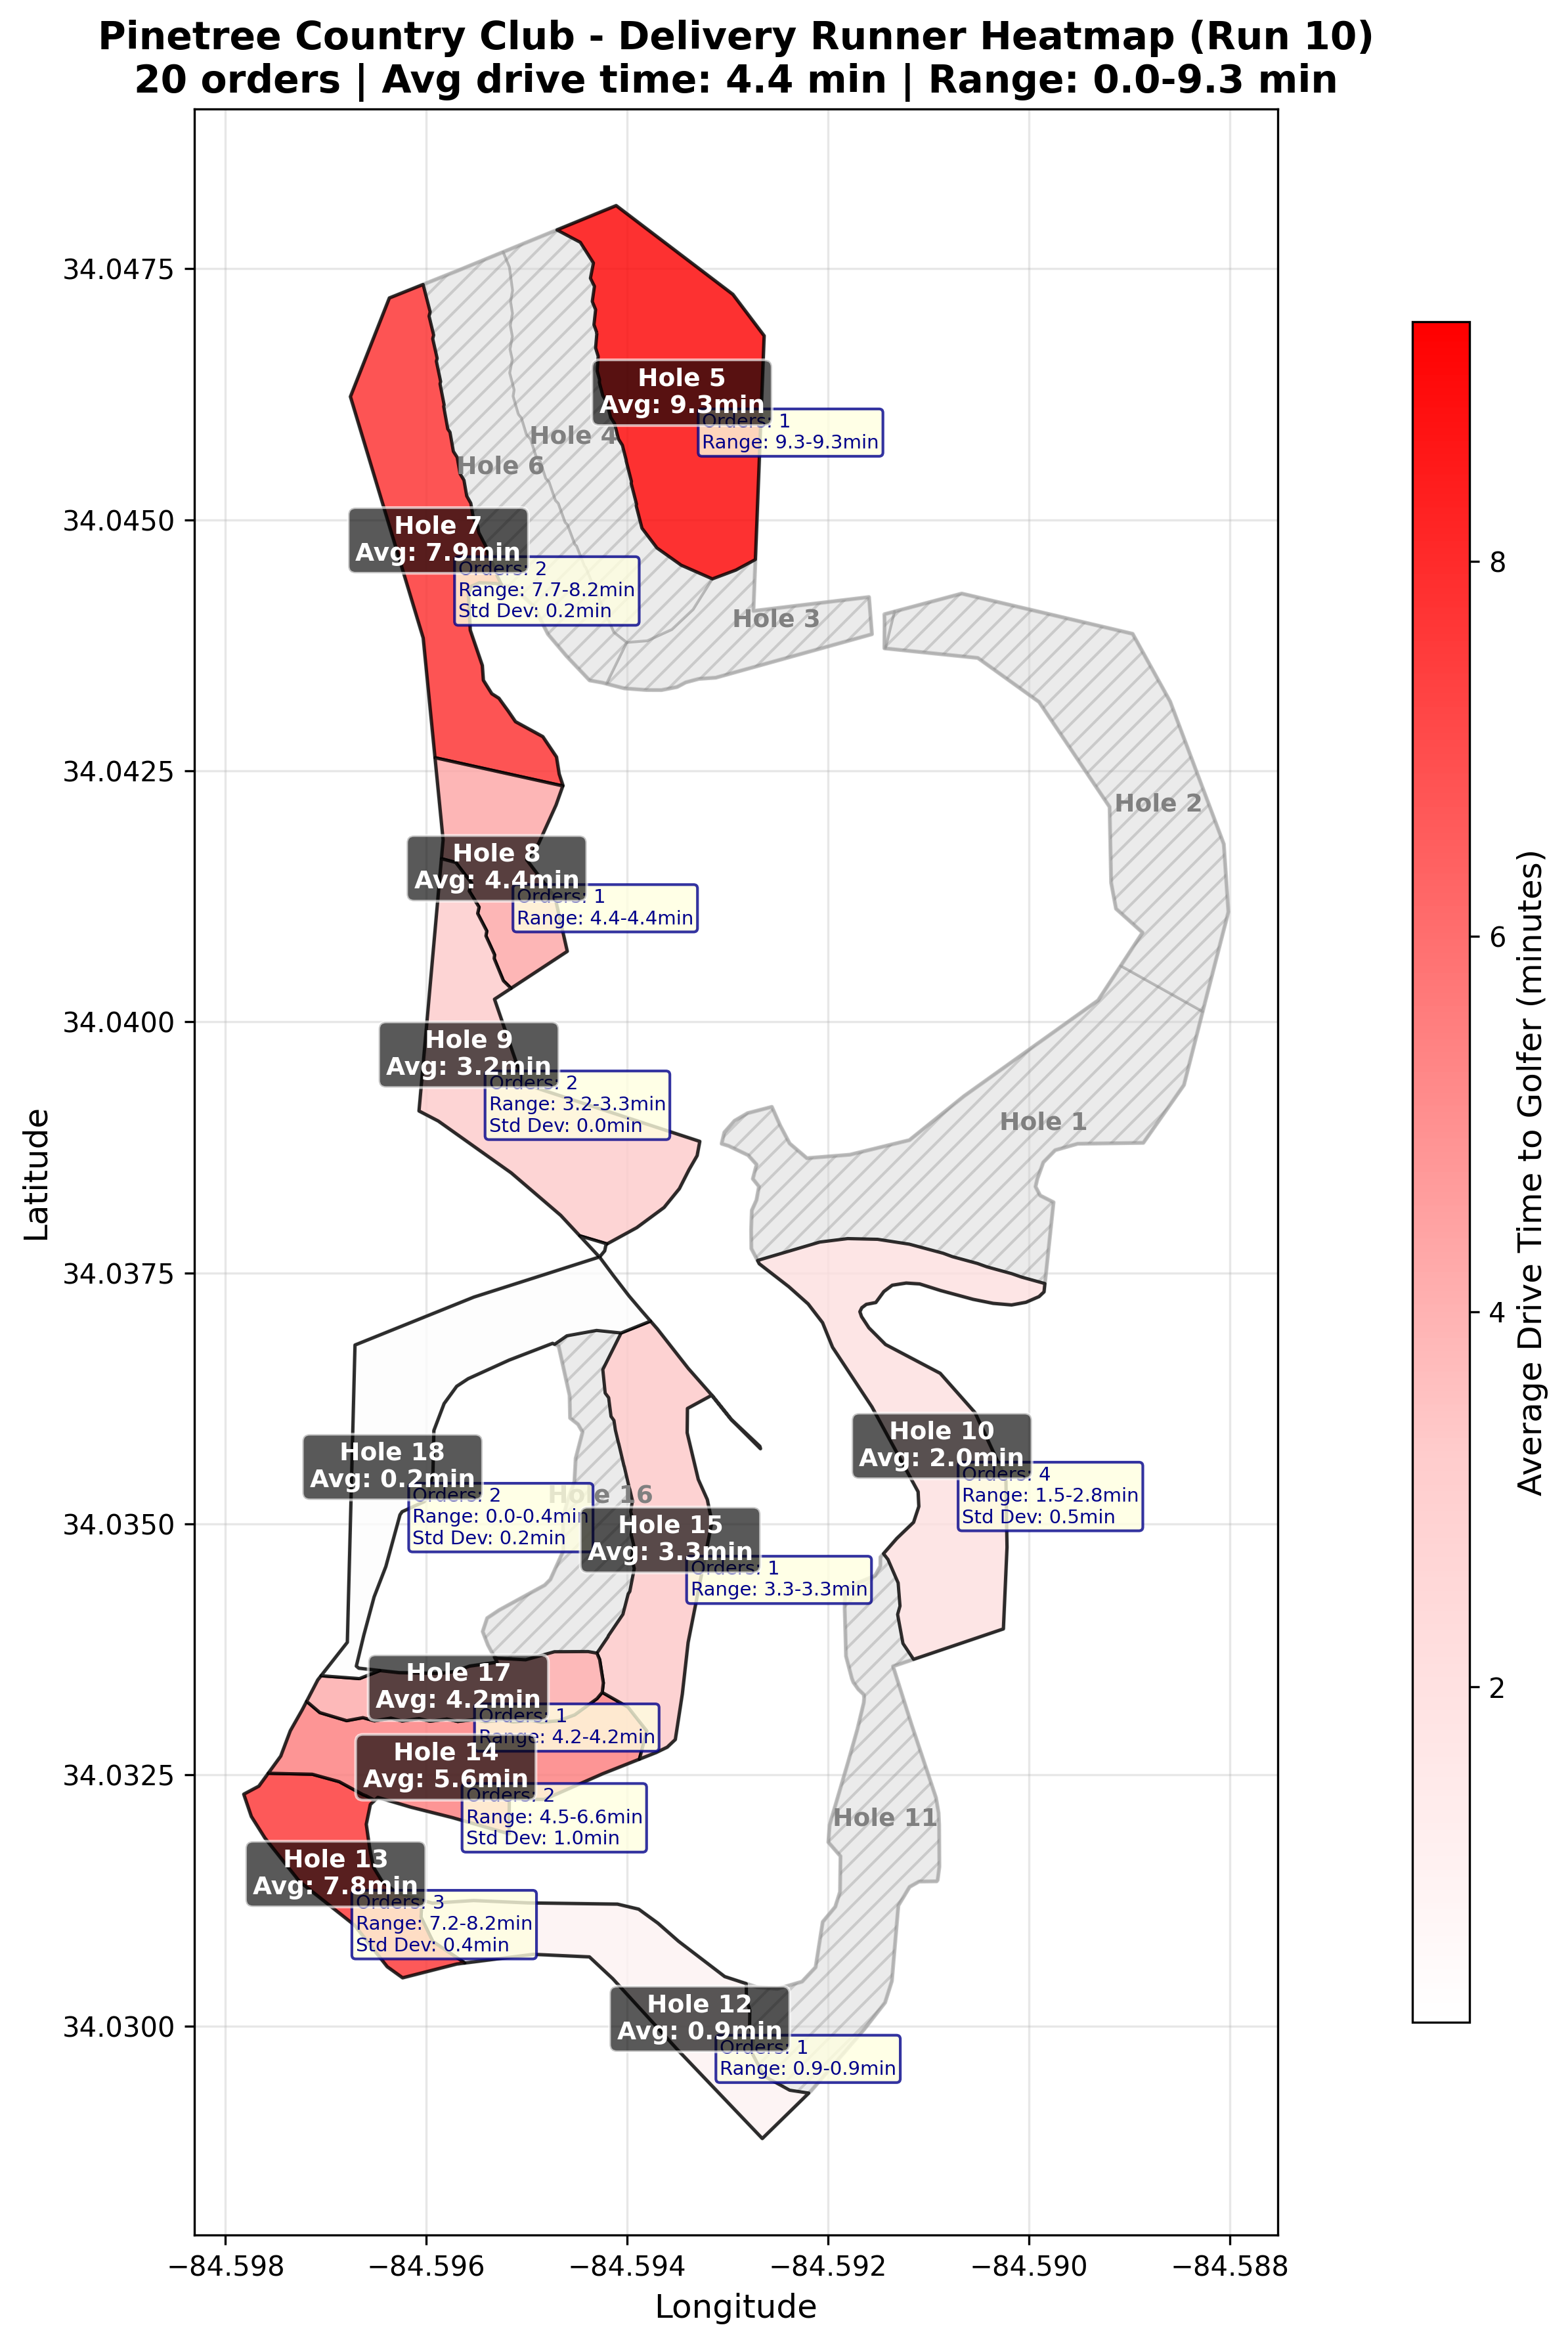 Pinetree Country Club - Delivery Runner Heatmap (Run 10)
20 orders | Avg drive time: 4.4 min | Range: 0.0-9.3 min
34.0475
34.0450
34.0425
34.0400
34.0375
34.0350
34.0325
34.0300
Latitude
Hole 5
Avg: 9.3min
Orders: 1
Range: 9.3-9.3min
Hole 4
Hole 6
Hole 7
Avg: 7.9min
Orders: 2
Range: 7.7-8.2min
Std Dev: 0.2min
Hole 3
Hole 2
Hole 8
Avg: 4.4min
Orders: 1
Range: 4.4-4.4min
Hole 9
Avg: 3.2min
Orders: 2
Range: 3.2-3.3min
Std Dev: 0.0min
Hole 1
Hole 10
Avg: 2.0min
Orders: 4
Range: 1.5-2.8min
Std Dev: 0.5min
Hole 18
Avg: 0.2min
Orders: 2
Range: 0.0-0.4min
Std Dev: 0.2min
Hole 16
Hole 15
Avg: 3.3min
Orders: 1
Range: 3.3-3.3min
Hole 17
Avg: 4.2min
Orders: 1
Range: 4.2-4.2min
Hole 14
Avg: 5.6min
Orders: 2
Range: 4.5-6.6min
Std Dev: 1.0min
Hole 11
Hole 13
Avg: 7.8min
Orders: 3
Range: 7.2-8.2min
Std Dev: 0.4min
Hole 12
Avg: 0.9min
Orders: 1
Range: 0.9-0.9min
−84.598
−84.596
−84.594
−84.592
−84.590
−84.588
Longitude
8
6
4
2
Average Drive Time to Golfer (minutes)